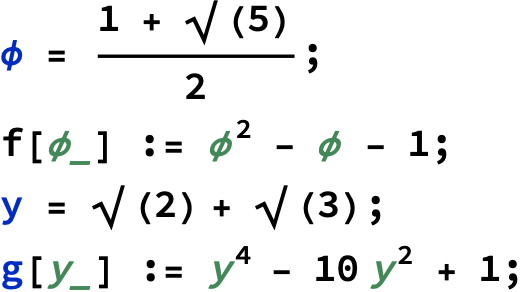 ϕ = (1 + √(5))/2;
f[ϕ_] := ϕ² - ϕ - 1;
y = √(2) + √(3);
g[y_] := y⁴ - 10 y² + 1;